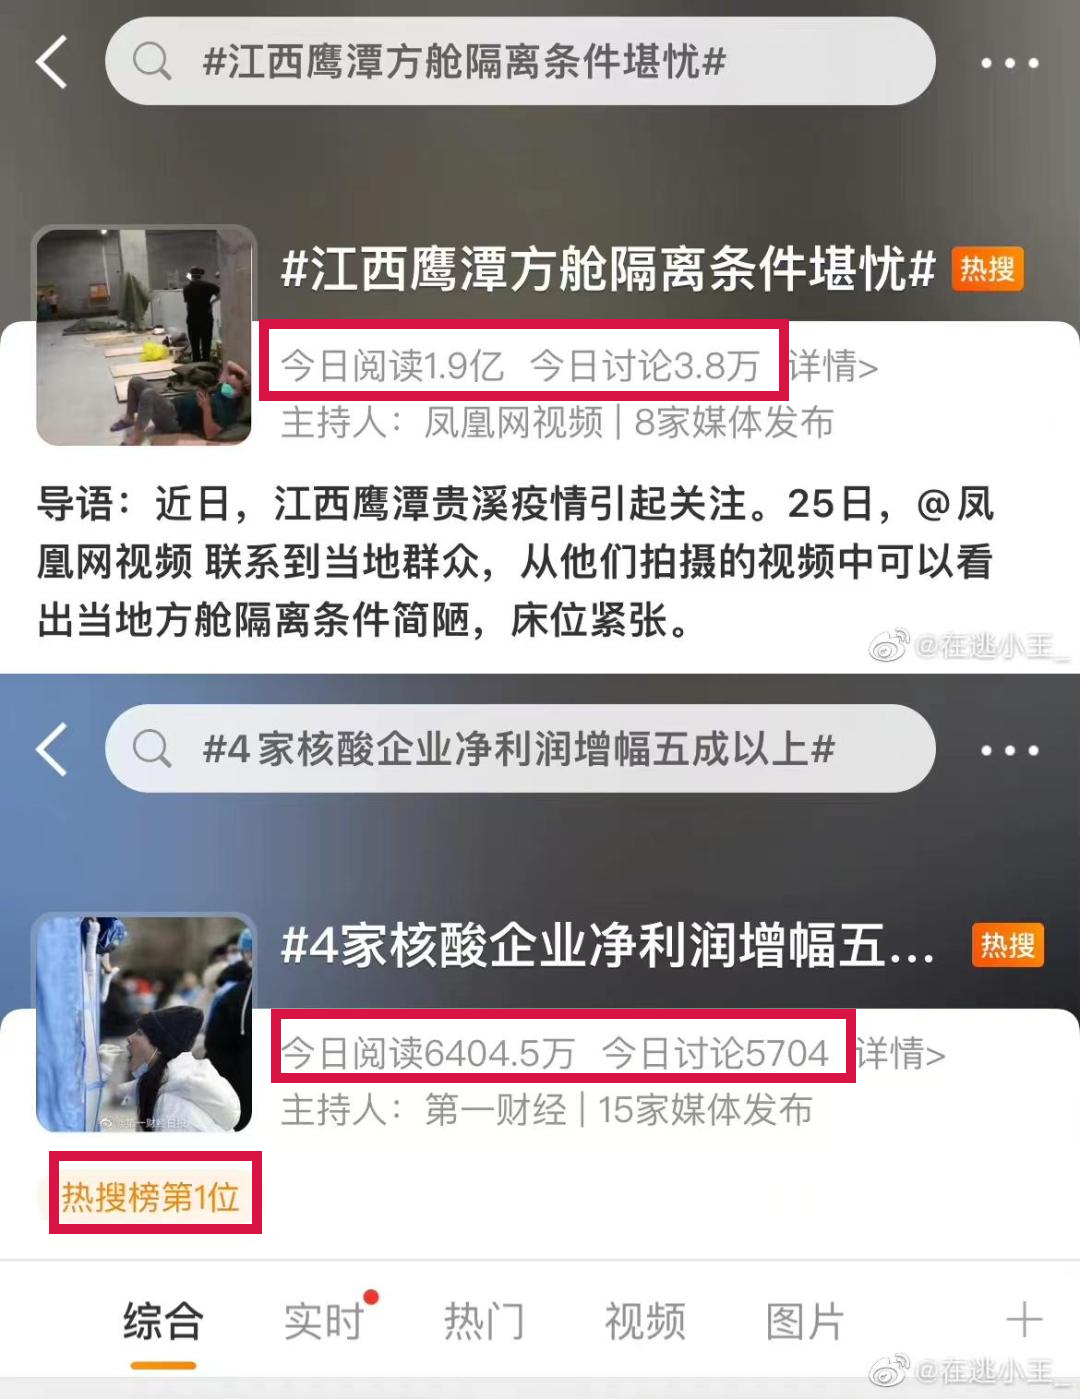 #江西鹰潭方舱隔离条件堪忧#
#江西鹰潭方舱隔离条件堪忧# 热搜
今日阅读1.9亿 今日讨论3.8万 详情>
主持人：凤凰网视频 | 8家媒体发布
导语：近日，江西鹰潭贵溪疫情引起关注。25日，@凤
凰网视频 联系到当地群众，从他们拍摄的视频中可以看
出当地方舱隔离条件简陋，床位紧张。
@在逃小王_
#4家核酸企业净利润增幅五成以上#
#4家核酸企业净利润增幅五... 热搜
今日阅读6404.5万 今日讨论5704 详情>
主持人：第一财经 | 15家媒体发布
@第一财经日报
热搜榜第1位
综合 实时 热门 视频 图片
@在逃小王_